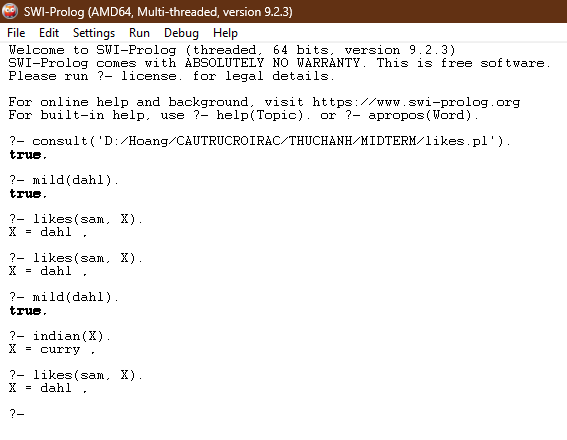 SWI-Prolog (AMD64, Multi-threaded, version 9.2.3)
File Edit Settings Run Debug Help
Welcome to SWI-Prolog (threaded, 64 bits, version 9.2.3)
SWI-Prolog comes with ABSOLUTELY NO WARRANTY. This is free software.
Please run ?- license. for legal details.
For online help and background, visit https://www.swi-prolog.org
For built-in help, use ?- help(Topic). or ?- apropos(Word).
?- consult('D:/Hoang/CAUTRUCROIRAC/THUCHANH/MIDTERM/likes.pl').
true.
?- mild(dahl).
true.
?- likes(sam, X).
X = dahl .
?- likes(sam, X).
X = dahl .
?- mild(dahl).
true.
?- indian(X).
X = curry .
?- likes(sam, X).
X = dahl .
?-